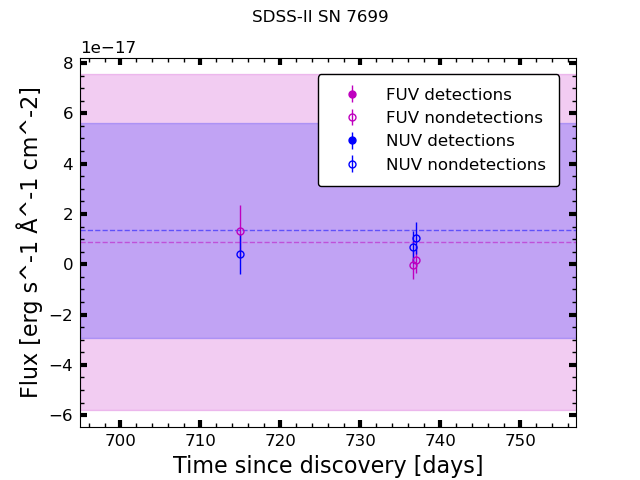 SDSS-II SN 7699
1e−17
8
6
4
2
0
−2
−4
−6
Flux [erg s^-1 Å^-1 cm^-2]
FUV detections
FUV nondetections
NUV detections
NUV nondetections
700 710 720 730 740 750
Time since discovery [days]